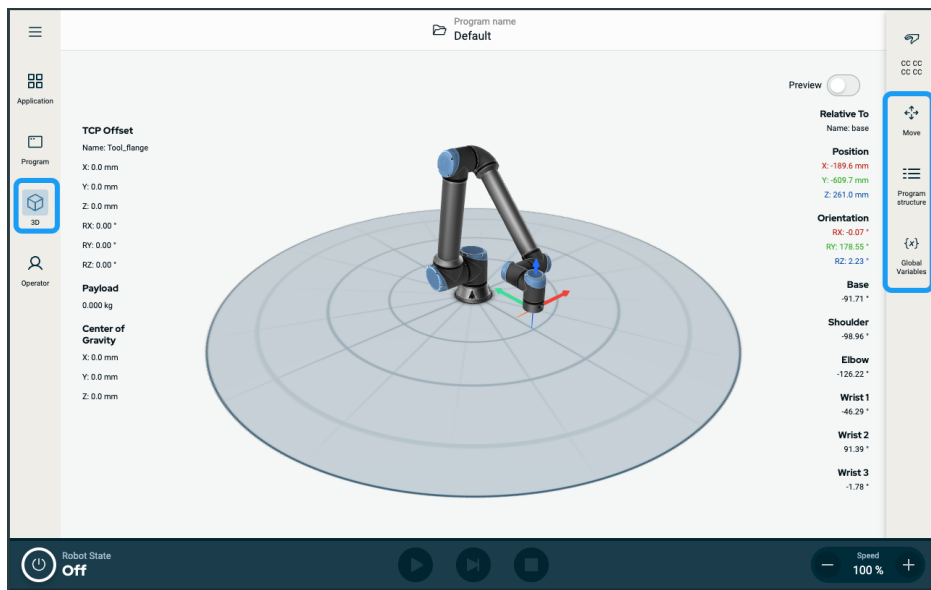 Program name
Default
Application
Program
3D
Operator
TCP Offset
Name: Tool_flange
X: 0.0 mm
Y: 0.0 mm
Z: 0.0 mm
RX: 0.00 °
RY: 0.00 °
RZ: 0.00 °
Payload
0.000 kg
Center of
Gravity
X: 0.0 mm
Y: 0.0 mm
Z: 0.0 mm
Preview
Relative To
Name: base
Position
X: -189.6 mm
Y: -609.7 mm
Z: 261.0 mm
Orientation
RX: -0.07 °
RY: 178.55 °
RZ: 2.23 °
Base
-91.71 °
Shoulder
-98.96 °
Elbow
-126.22 °
Wrist 1
-46.29 °
Wrist 2
91.39 °
Wrist 3
-1.78 °
CC CC
CC CC
Move
Program
structure
{x}
Global
Variables
Robot State
Off
Speed
100 %